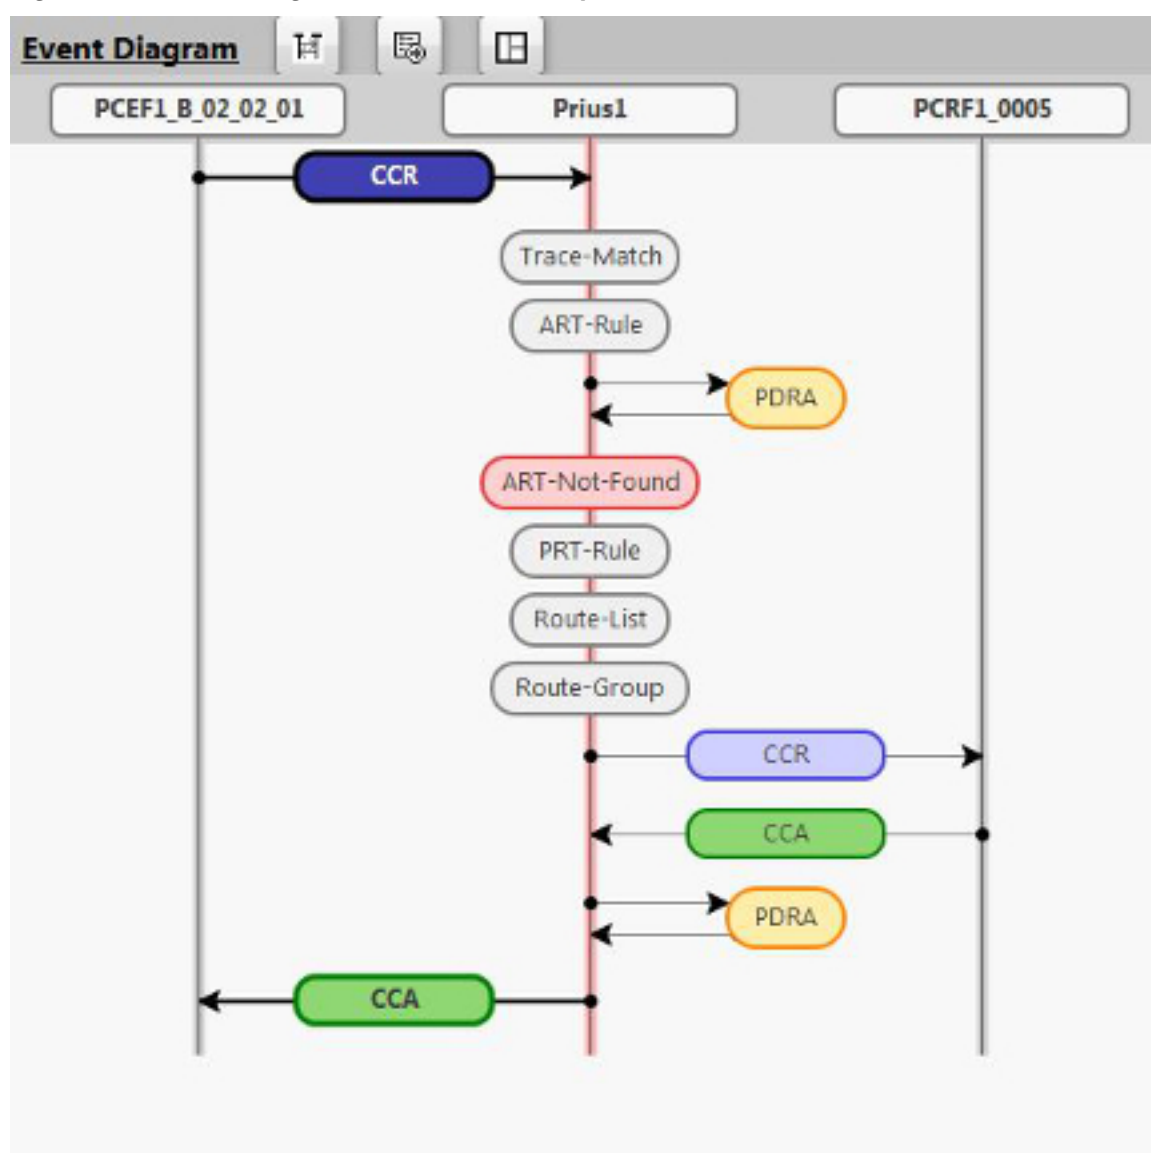 Event Diagram
PCEF1_B_02_02_01 Prius1 PCRF1_0005
CCR
Trace-Match
ART-Rule
PDRA
ART-Not-Found
PRT-Rule
Route-List
Route-Group
CCR
CCA
PDRA
CCA